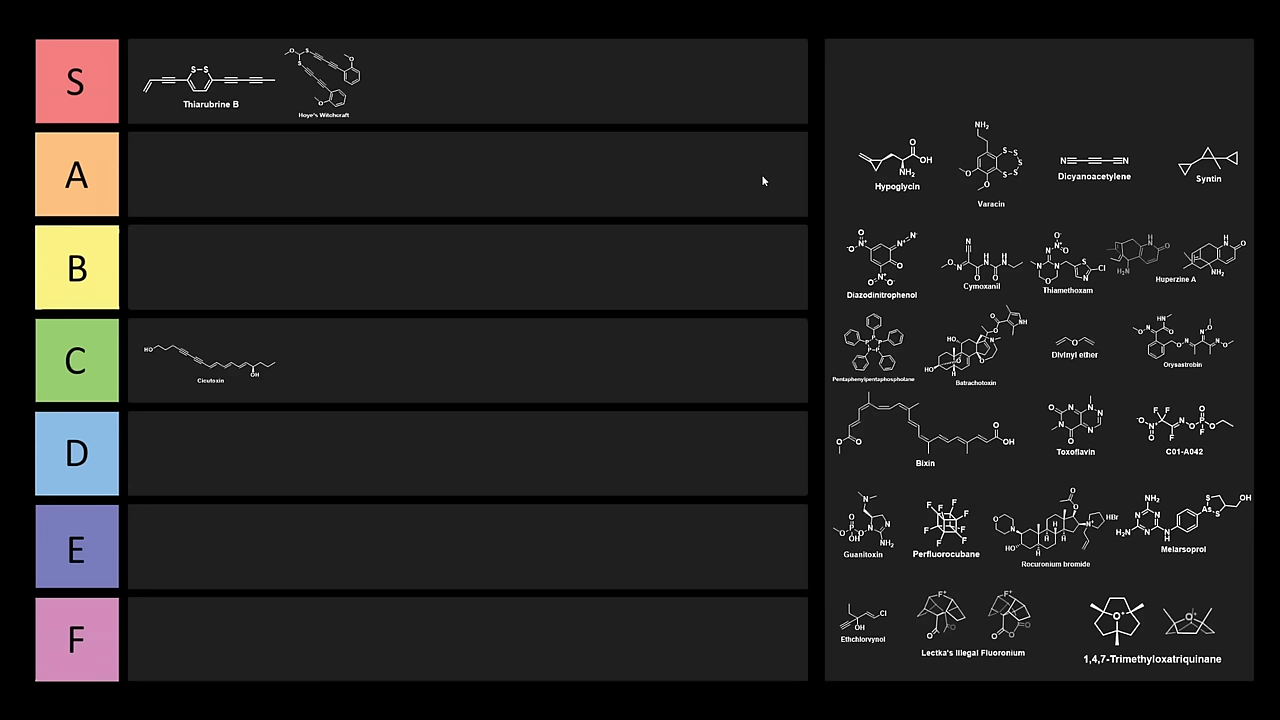 S
Thiarubrine B
Hoye's Witchcraft
A
B
C
Cicutoxin
D
E
F
Hypoglycin
Varacin
Dicyanoacetylene
Syntin
Diazodinitrophenol
Cymoxanil
Thiamethoxam
Huperzine A
Pentaphenylpentaphospholane
Batrachotoxin
Divinyl ether
Orysastrobin
Bixin
Toxoflavin
C01-A042
Guanitoxin
Perfluorocubane
Rocuronium bromide
Melarsoprol
Ethchlorvynol
Lectka's Illegal Fluoronium
1,4,7-Trimethyloxatriquinane